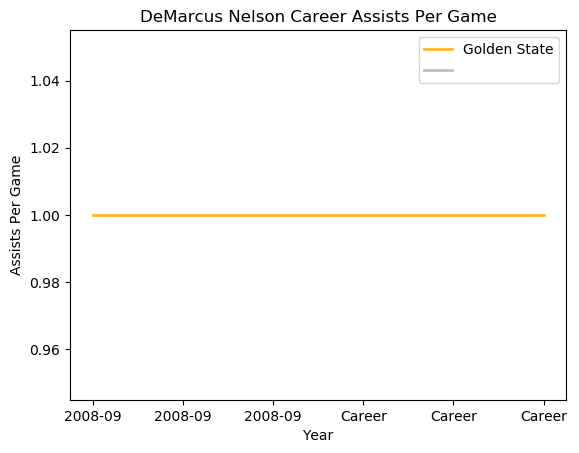 DeMarcus Nelson Career Assists Per Game
Golden State
1.04
1.02
1.00
0.98
0.96
Assists Per Game
2008-09 2008-09 2008-09 Career Career Career
Year